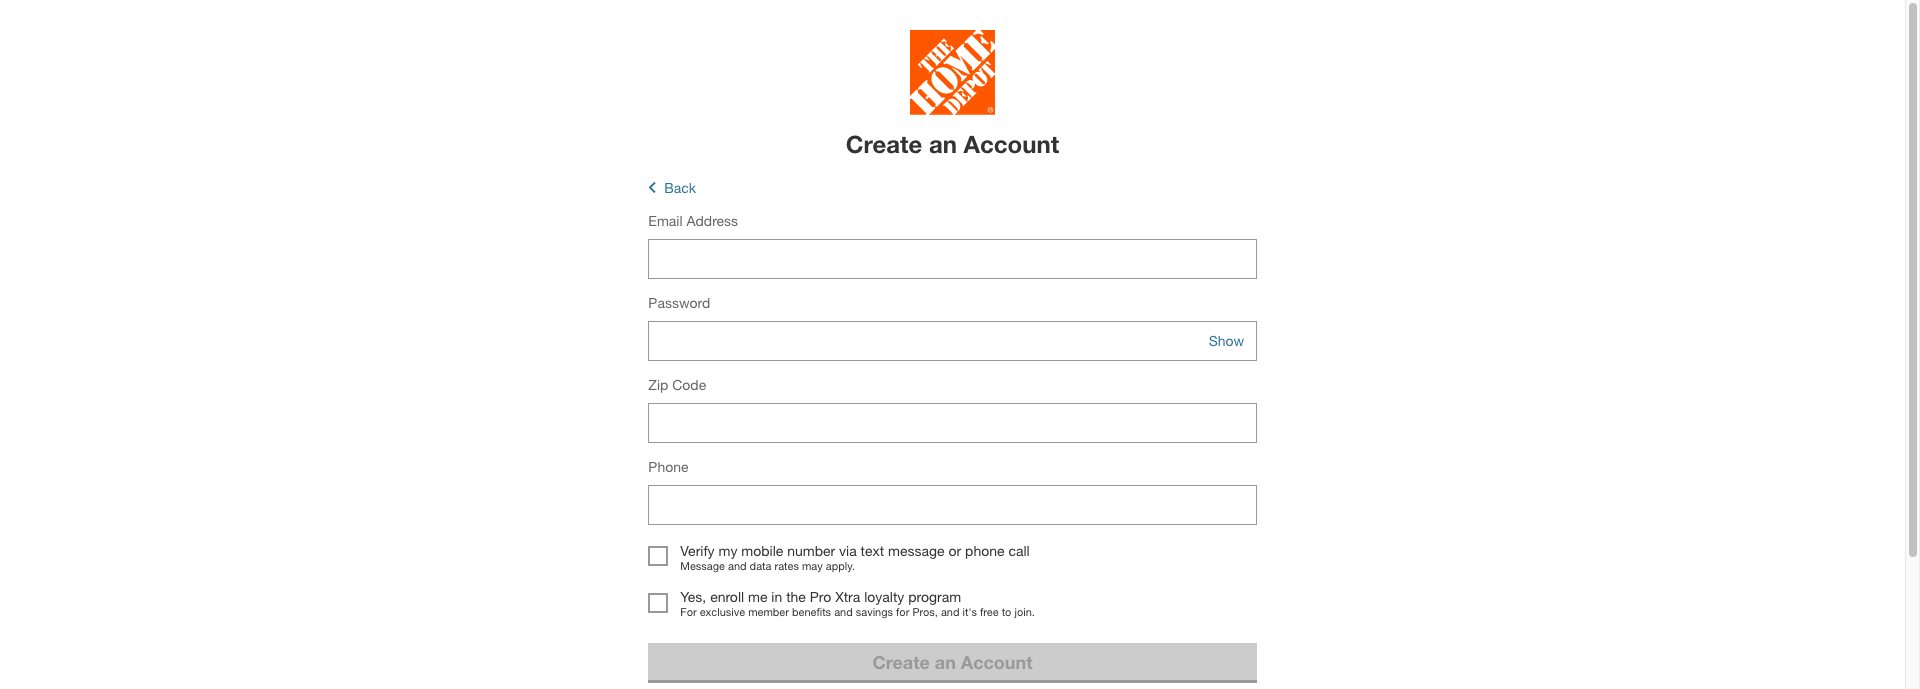 THE
HOME
DEPOT
®
Create an Account
Back
Email Address
Password
Show
Zip Code
Phone
Verify my mobile number via text message or phone call
Message and data rates may apply.
Yes, enroll me in the Pro Xtra loyalty program
For exclusive member benefits and savings for Pros, and it's free to join.
Create an Account